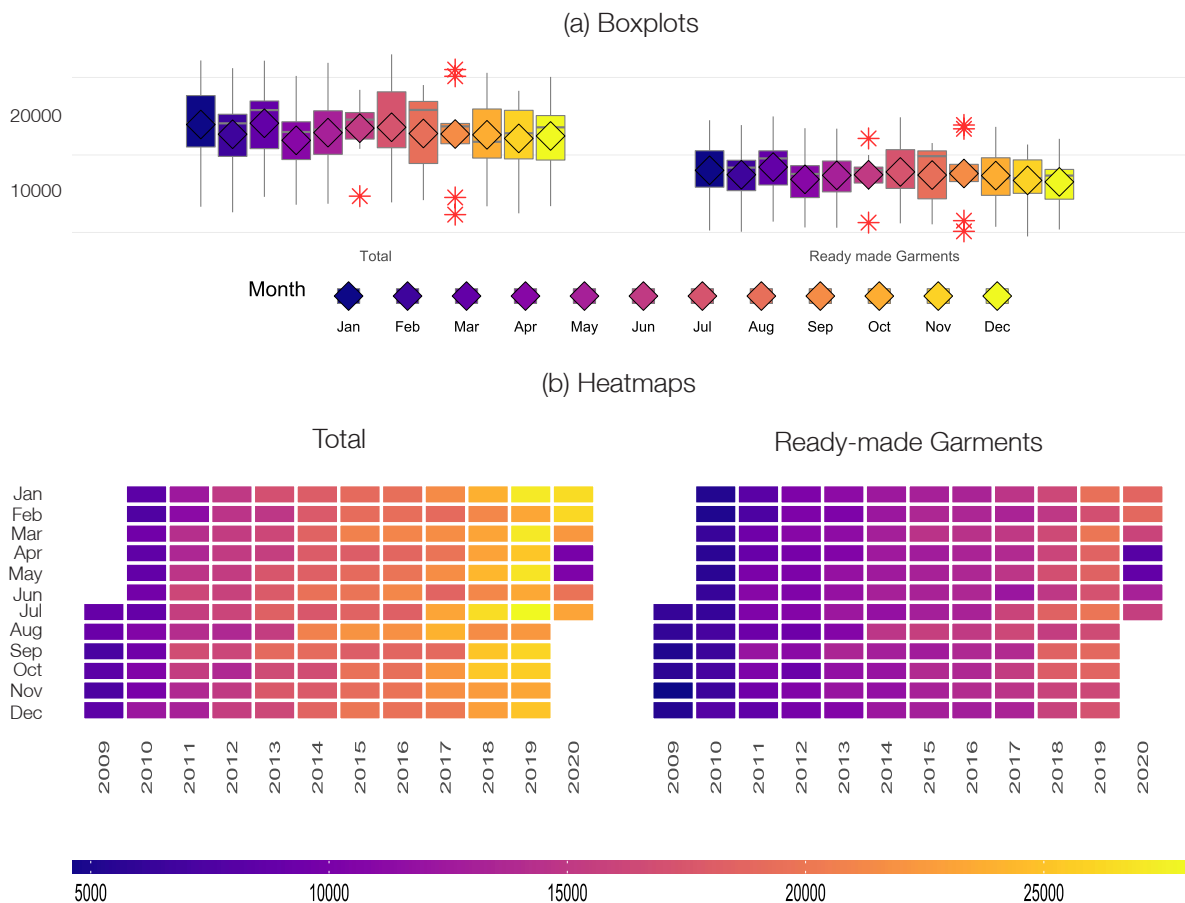 (a) Boxplots
20000
10000
Total Ready made Garments
Month
Jan Feb Mar Apr May Jun Jul Aug Sep Oct Nov Dec
(b) Heatmaps
Total Ready-made Garments
Jan
Feb
Mar
Apr
May
Jun
Jul
Aug
Sep
Oct
Nov
Dec
2009 2010 2011 2012 2013 2014 2015 2016 2017 2018 2019 2020 2009 2010 2011 2012 2013 2014 2015 2016 2017 2018 2019 2020
5000 10000 15000 20000 25000